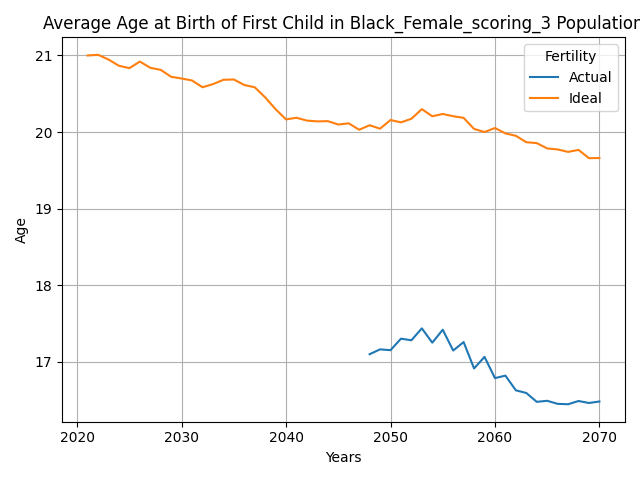 Average Age at Birth of First Child in Black_Female_scoring_3 Population
Fertility
Actual
Ideal
21
20
19
18
17
Age
2020 2030 2040 2050 2060 2070
Years